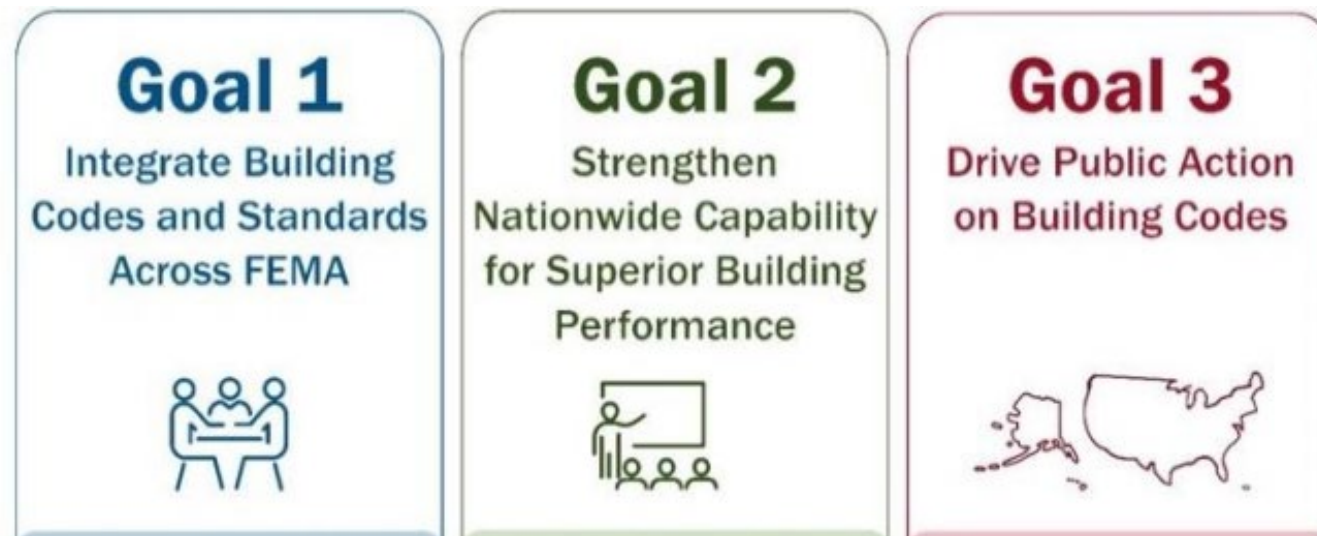 Goal 1
Integrate Building
Codes and Standards
Across FEMA
Goal 2
Strengthen
Nationwide Capability
for Superior Building
Performance
Goal 3
Drive Public Action
on Building Codes